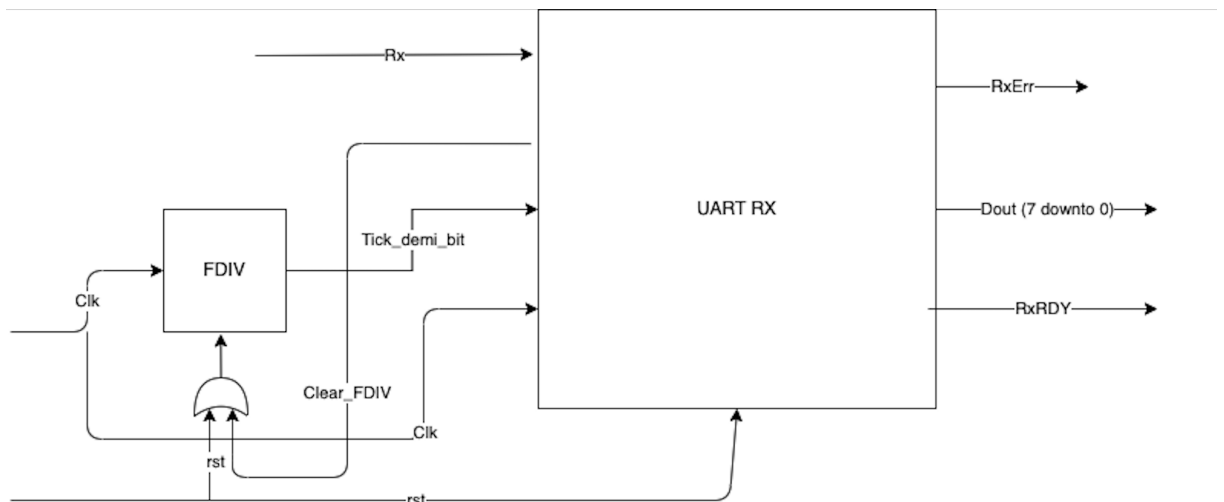 Rx
RxErr
UART RX
Dout (7 downto 0)
Tick_demi_bit
FDIV
Clk
RxRDY
Clear_FDIV
Clk
rst
rst